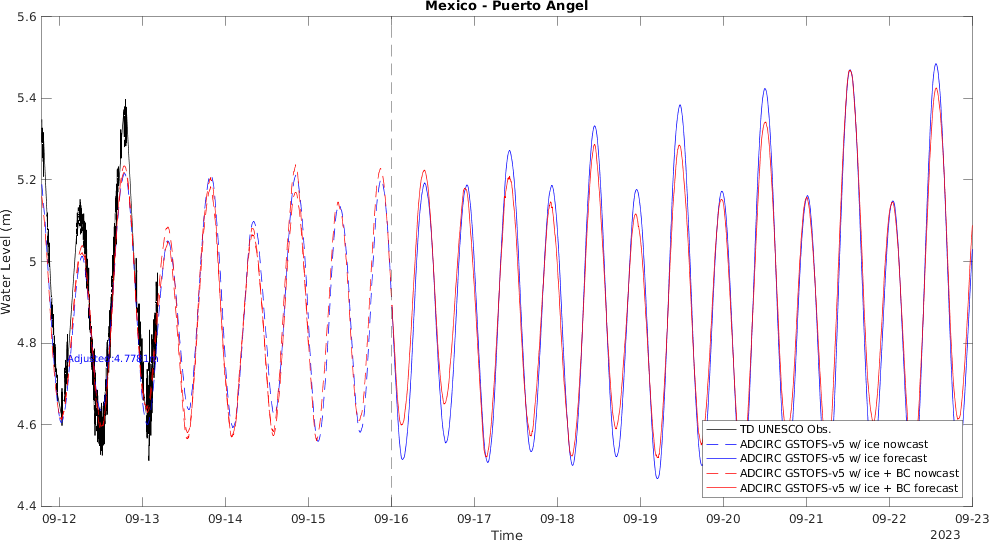 Mexico - Puerto Angel
5.6
5.4
5.2
5
4.8
4.6
4.4
Water Level (m)
Adjusted:4.7781m
TD UNESCO Obs.
ADCIRC GSTOFS-v5 w/ ice nowcast
ADCIRC GSTOFS-v5 w/ ice forecast
ADCIRC GSTOFS-v5 w/ ice + BC nowcast
ADCIRC GSTOFS-v5 w/ ice + BC forecast
09-12 09-13 09-14 09-15 09-16 09-17 09-18 09-19 09-20 09-21 09-22 09-23
Time
2023